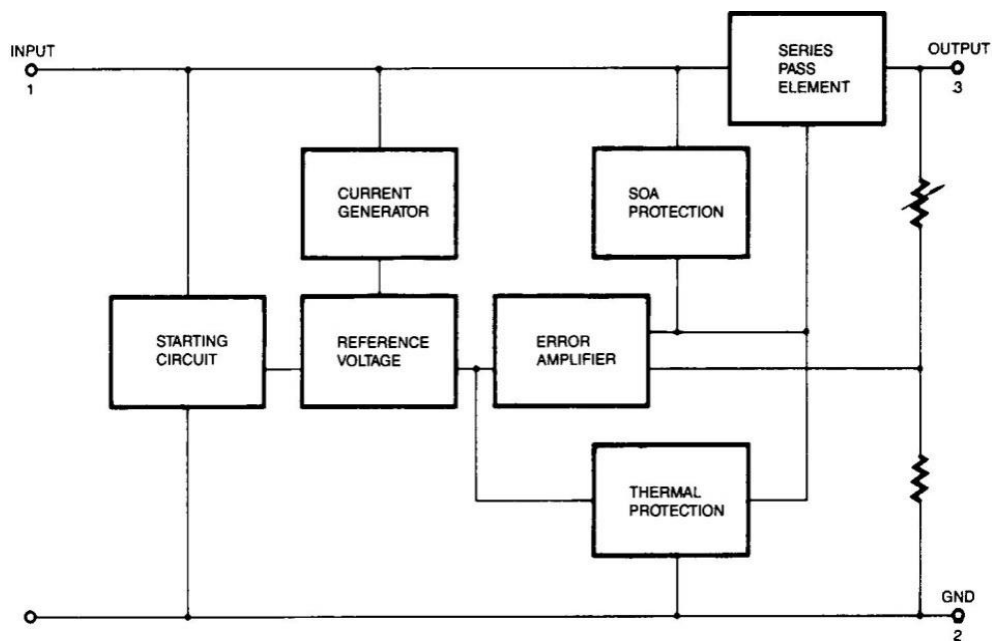 INPUT
1
SERIES
PASS
ELEMENT
OUTPUT
3
CURRENT
GENERATOR
SOA
PROTECTION
STARTING
CIRCUIT
REFERENCE
VOLTAGE
ERROR
AMPLIFIER
THERMAL
PROTECTION
GND
2